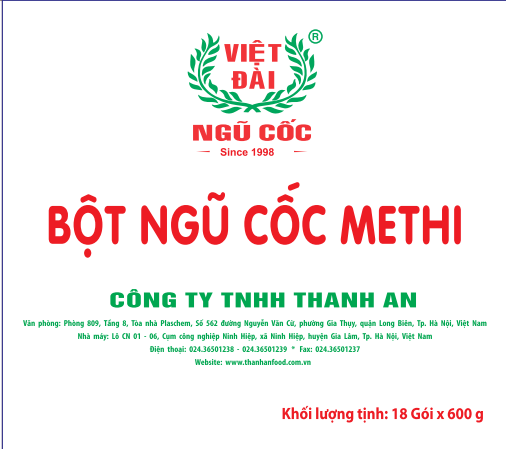 VIỆT
ĐÀI
®
NGŨ CỐC
Since 1998
BỘT NGŨ CỐC METHI
CÔNG TY TNHH THANH AN
Văn phòng: Phòng 809, Tầng 8, Tòa nhà Plaschem, Số 562 đường Nguyễn Văn Cừ, phường Gia Thụy, quận Long Biên, Tp. Hà Nội, Việt Nam
Nhà máy: Lô CN 01 - 06, Cụm công nghiệp Ninh Hiệp, xã Ninh Hiệp, huyện Gia Lâm, Tp. Hà Nội, Việt Nam
Điện thoại: 024.36501238 - 024.36501239 * Fax: 024.36501237
Website: www.thanhanfood.com.vn
Khối lượng tịnh: 18 Gói x 600 g